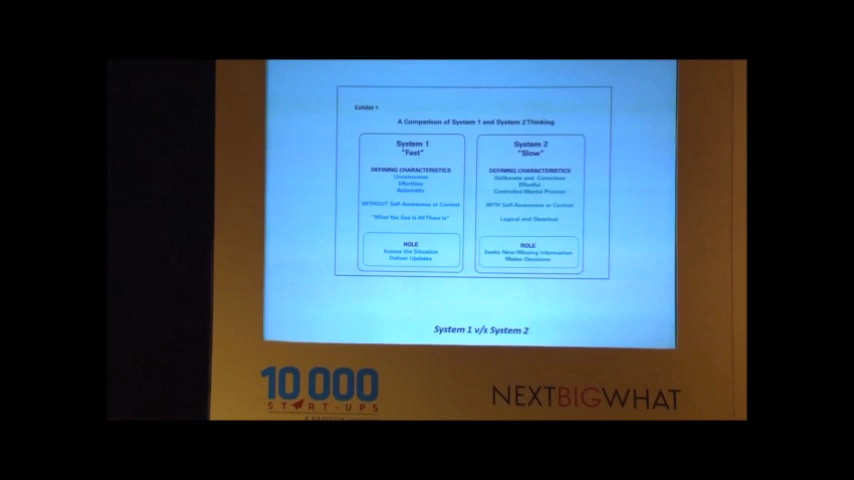 Exhibit 1
A Comparison of System 1 and System 2 Thinking
System 1
"Fast"
DEFINING CHARACTERISTICS
Unconscious
Effortless
Automatic
WITHOUT Self-Awareness or Control
"What You See Is All There Is"
ROLE
Assess the Situation
Deliver Updates
System 2
"Slow"
DEFINING CHARACTERISTICS
Deliberate and Conscious
Effortful
Controlled Mental Process
WITH Self-Awareness or Control
Logical and Skeptical
ROLE
Seeks New/Missing Information
Makes Decisions
System 1 v/s System 2
10 000
START-UPS
A NASSCOM
NEXTBIGWHAT